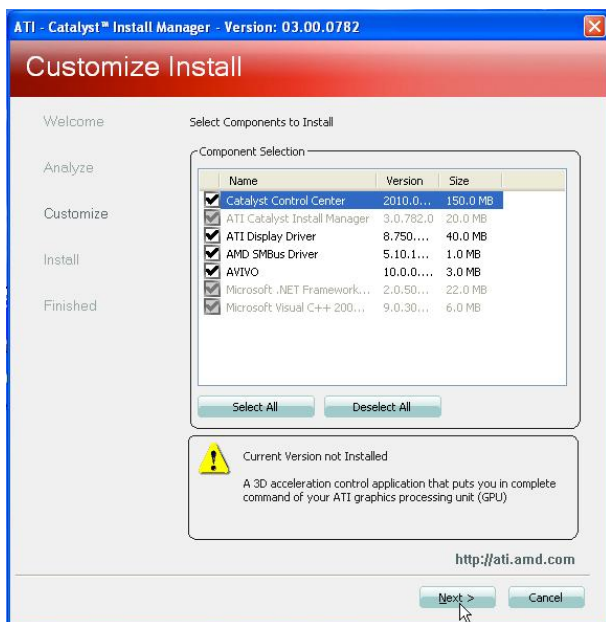 ATI - Catalyst™ Install Manager - Version: 03.00.0782
Customize Install
Welcome
Analyze
Customize
Install
Finished
Select Components to Install
Component Selection
Name Version Size
Catalyst Control Center 2010.0... 150.0 MB
ATI Catalyst Install Manager 3.0.782.0 20.0 MB
ATI Display Driver 8.750.... 40.0 MB
AMD SMBus Driver 5.10.1... 1.0 MB
AVIVO 10.0.0.... 3.0 MB
Microsoft .NET Framework... 2.0.50... 22.0 MB
Microsoft Visual C++ 200... 9.0.30... 6.0 MB
Select All Deselect All
Current Version not Installed
A 3D acceleration control application that puts you in complete
command of your ATI graphics processing unit (GPU)
http://ati.amd.com
Next > Cancel